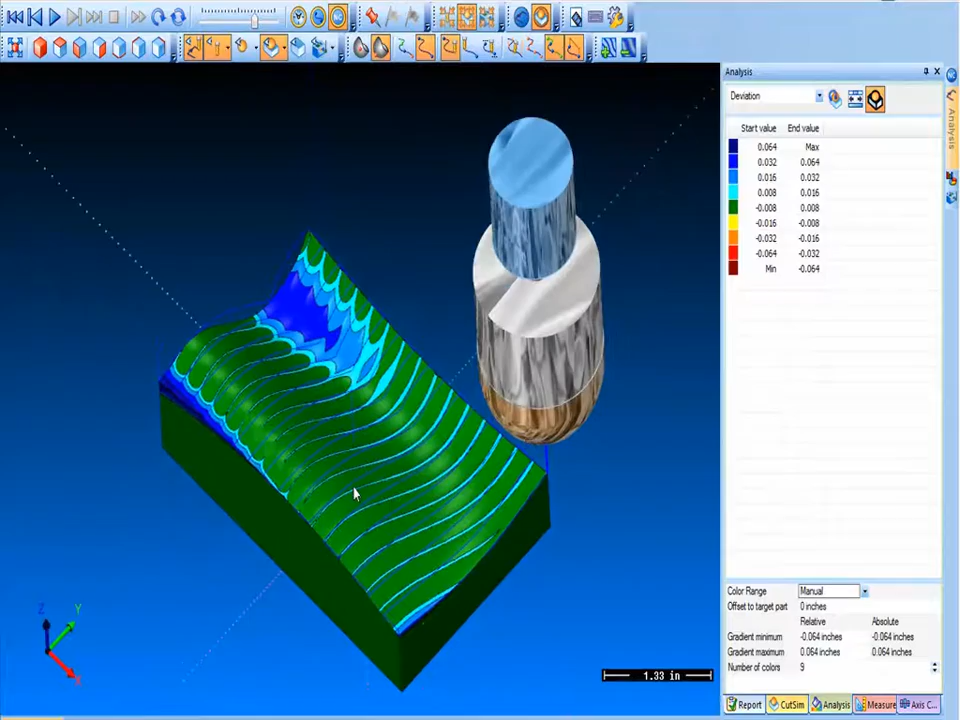 Analysis
Deviation
Start value End value
0.064 Max
0.032 0.064
0.016 0.032
0.008 0.016
-0.008 0.008
-0.016 -0.008
-0.032 -0.016
-0.064 -0.032
Min -0.064
Analysis
Z
Y
X
1.33 in
Color Range Manual
Offset to target part 0 inches
Relative Absolute
Gradient minimum -0.064 inches -0.064 inches
Gradient maximum 0.064 inches 0.064 inches
Number of colors 9
Report CutSim Analysis Measure Axis C...